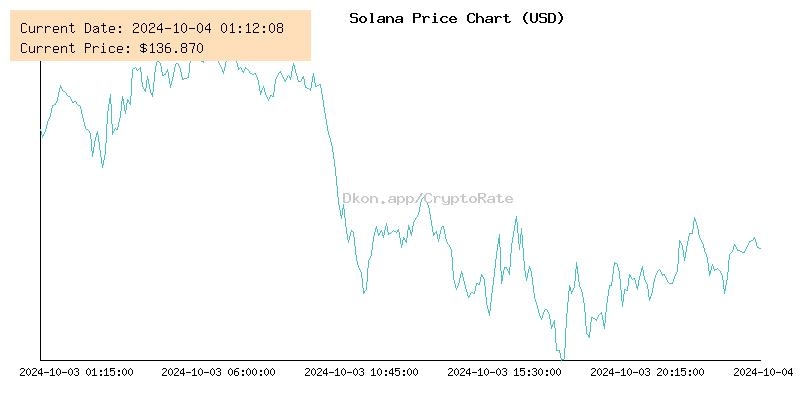 Solana Price Chart (USD)
Current Date: 2024-10-04 01:12:08
Current Price: $136.870
Dkon.app/CryptoRate
2024-10-03 01:15:00 2024-10-03 06:00:00 2024-10-03 10:45:00 2024-10-03 15:30:00 2024-10-03 20:15:00 2024-10-04